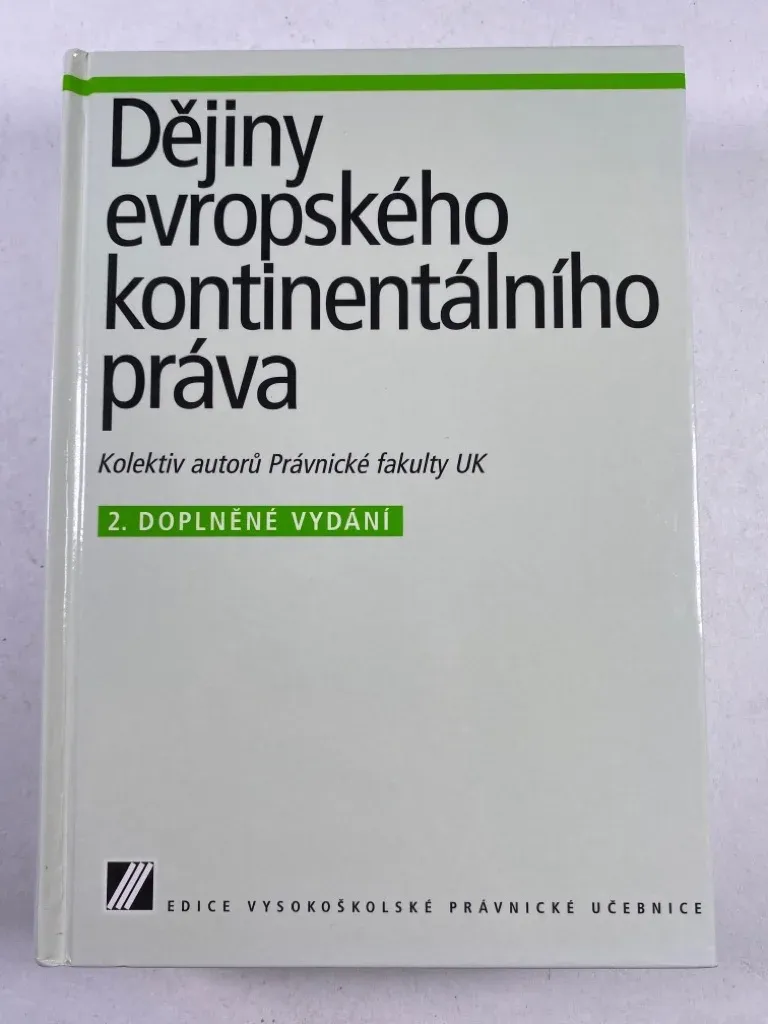 Dějiny
evropského
kontinentálního
práva
Kolektiv autorů Právnické fakulty UK
2. DOPLNĚNÉ VYDÁNÍ
EDICE VYSOKOŠKOLSKÉ PRÁVNICKÉ UČEBNICE